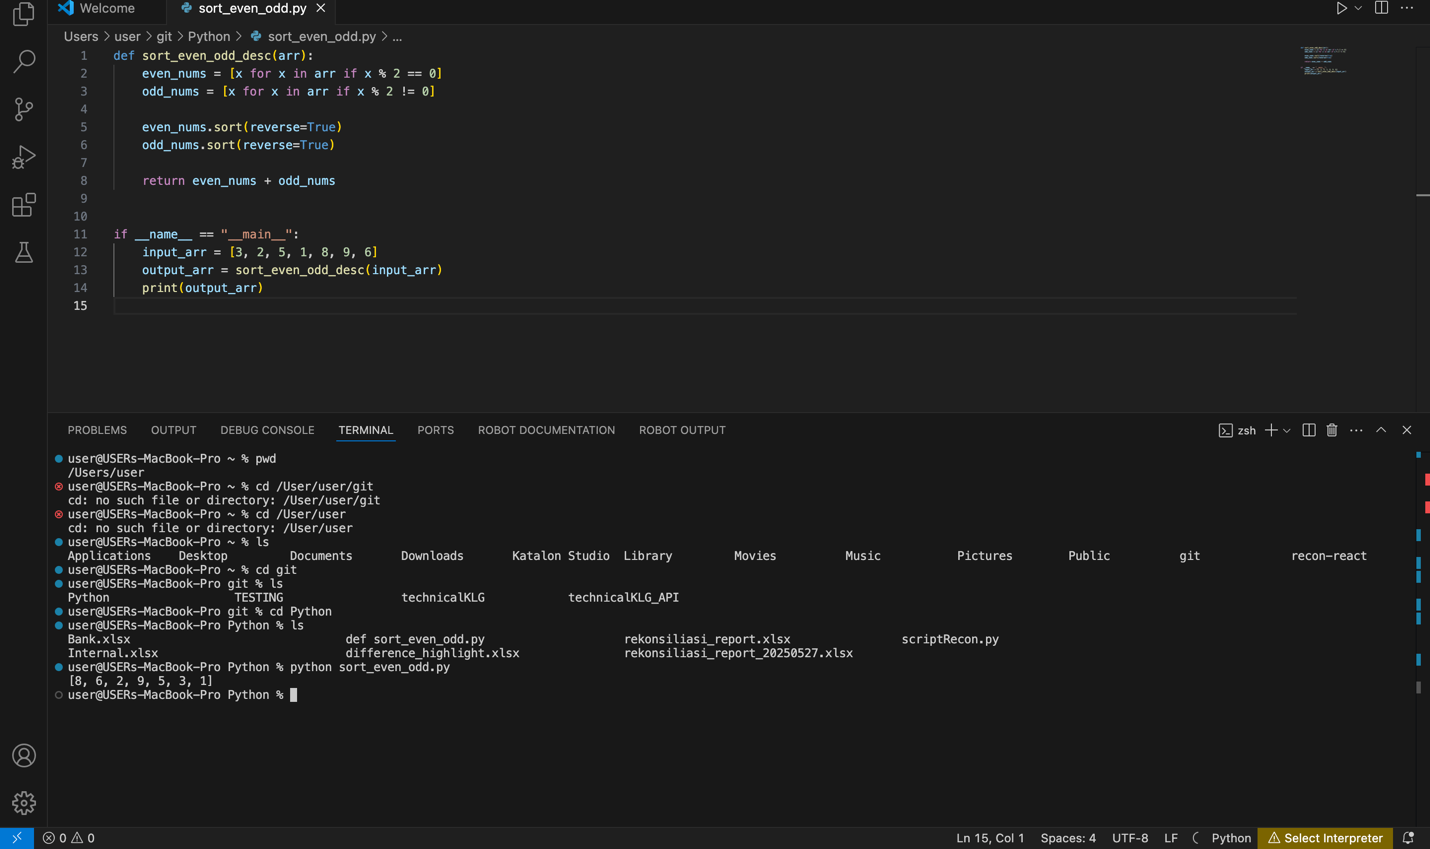 Welcome
sort_even_odd.py
Users > user > git > Python > sort_even_odd.py > ...
1 def sort_even_odd_desc(arr):
2     even_nums = [x for x in arr if x % 2 == 0]
3     odd_nums = [x for x in arr if x % 2 != 0]
4
5     even_nums.sort(reverse=True)
6     odd_nums.sort(reverse=True)
7
8     return even_nums + odd_nums
9
10
11 if __name__ == "__main__":
12     input_arr = [3, 2, 5, 1, 8, 9, 6]
13     output_arr = sort_even_odd_desc(input_arr)
14     print(output_arr)
15
PROBLEMS OUTPUT DEBUG CONSOLE TERMINAL PORTS ROBOT DOCUMENTATION ROBOT OUTPUT zsh
user@USERs-MacBook-Pro ~ % pwd
/Users/user
user@USERs-MacBook-Pro ~ % cd /User/user/git
cd: no such file or directory: /User/user/git
user@USERs-MacBook-Pro ~ % cd /User/user
cd: no such file or directory: /User/user
user@USERs-MacBook-Pro ~ % ls
Applications Desktop Documents Downloads Katalon Studio Library Movies Music Pictures Public git recon-react
user@USERs-MacBook-Pro ~ % cd git
user@USERs-MacBook-Pro git % ls
Python TESTING technicalKLG technicalKLG_API
user@USERs-MacBook-Pro git % cd Python
user@USERs-MacBook-Pro Python % ls
Bank.xlsx def sort_even_odd.py rekonsiliasi_report.xlsx scriptRecon.py
Internal.xlsx difference_highlight.xlsx rekonsiliasi_report_20250527.xlsx
user@USERs-MacBook-Pro Python % python sort_even_odd.py
[8, 6, 2, 9, 5, 3, 1]
user@USERs-MacBook-Pro Python %
0 0 Ln 15, Col 1 Spaces: 4 UTF-8 LF Python Select Interpreter